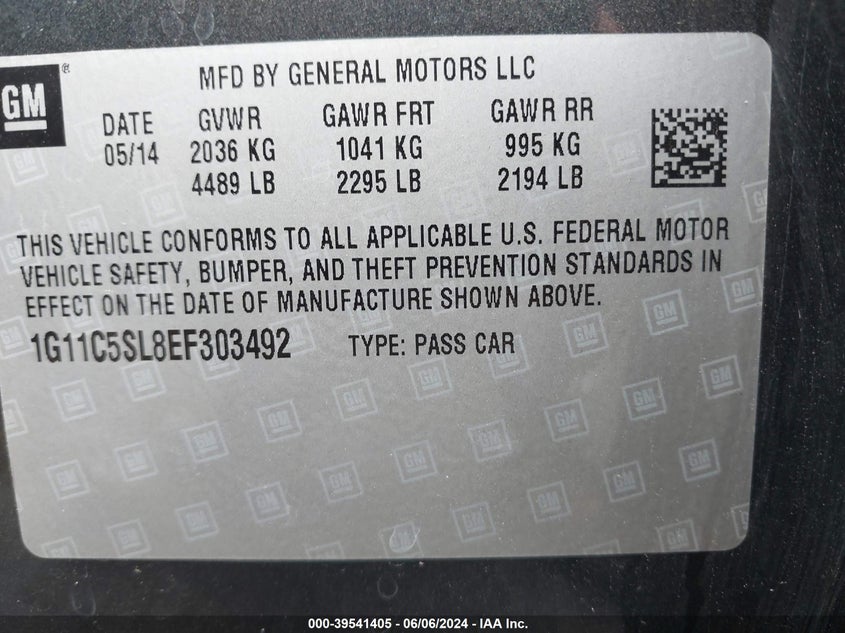 GM®
MFD BY GENERAL MOTORS LLC
DATE GVWR GAWR FRT GAWR RR
05/14 2036 KG 1041 KG 995 KG
4489 LB 2295 LB 2194 LB
THIS VEHICLE CONFORMS TO ALL APPLICABLE U.S. FEDERAL MOTOR
VEHICLE SAFETY, BUMPER, AND THEFT PREVENTION STANDARDS IN
EFFECT ON THE DATE OF MANUFACTURE SHOWN ABOVE.
1G11C5SL8EF303492 TYPE: PASS CAR
000-39541405 - 06/06/2024 - IAA Inc.